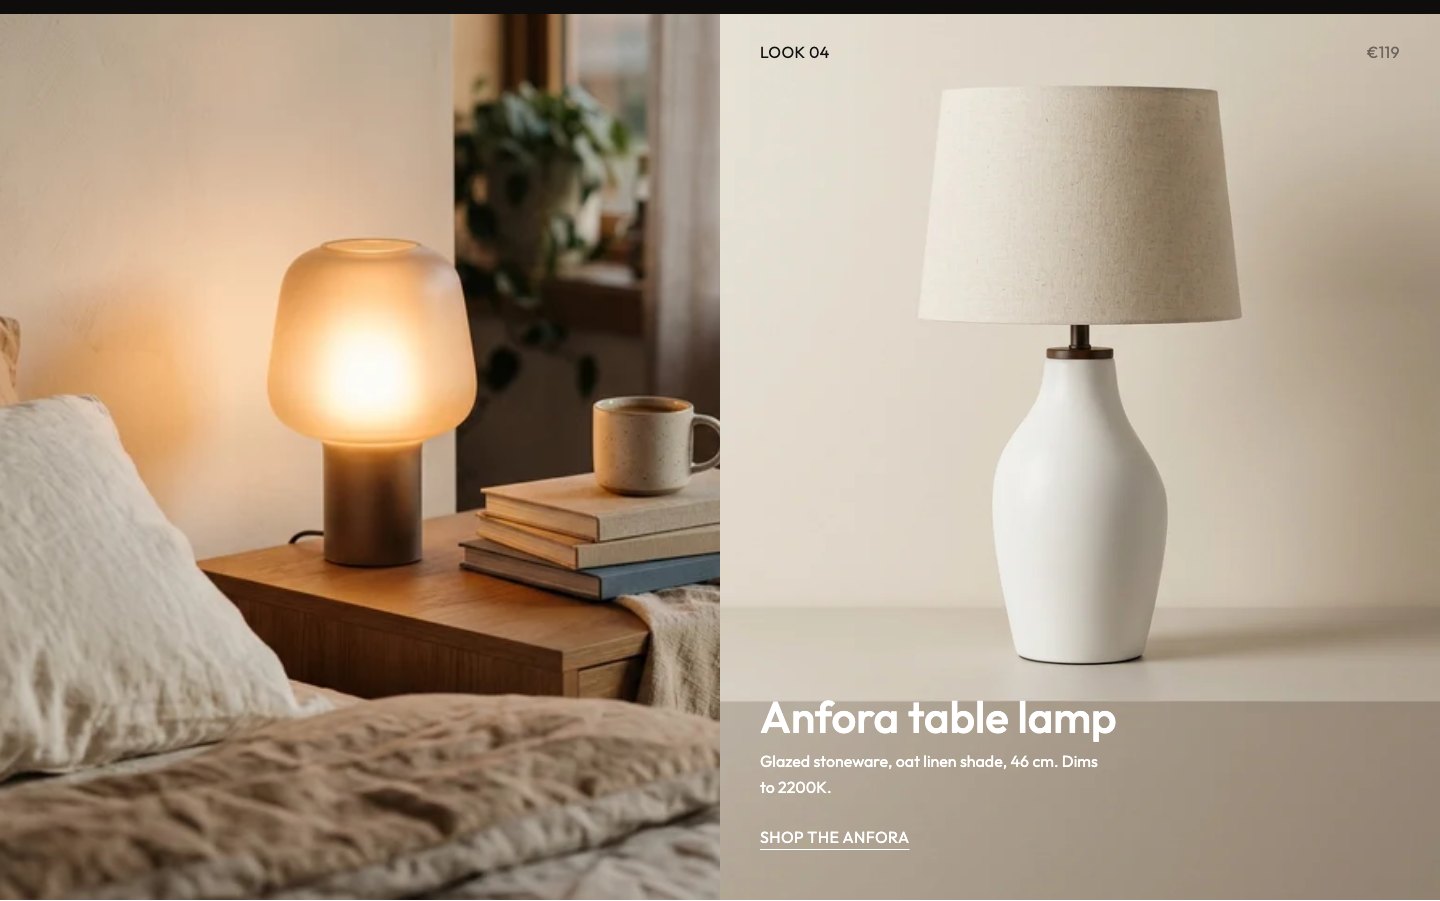 LOOK 04
€119
Anfora table lamp
Glazed stoneware, oat linen shade, 46 cm. Dims
to 2200K.
SHOP THE ANFORA